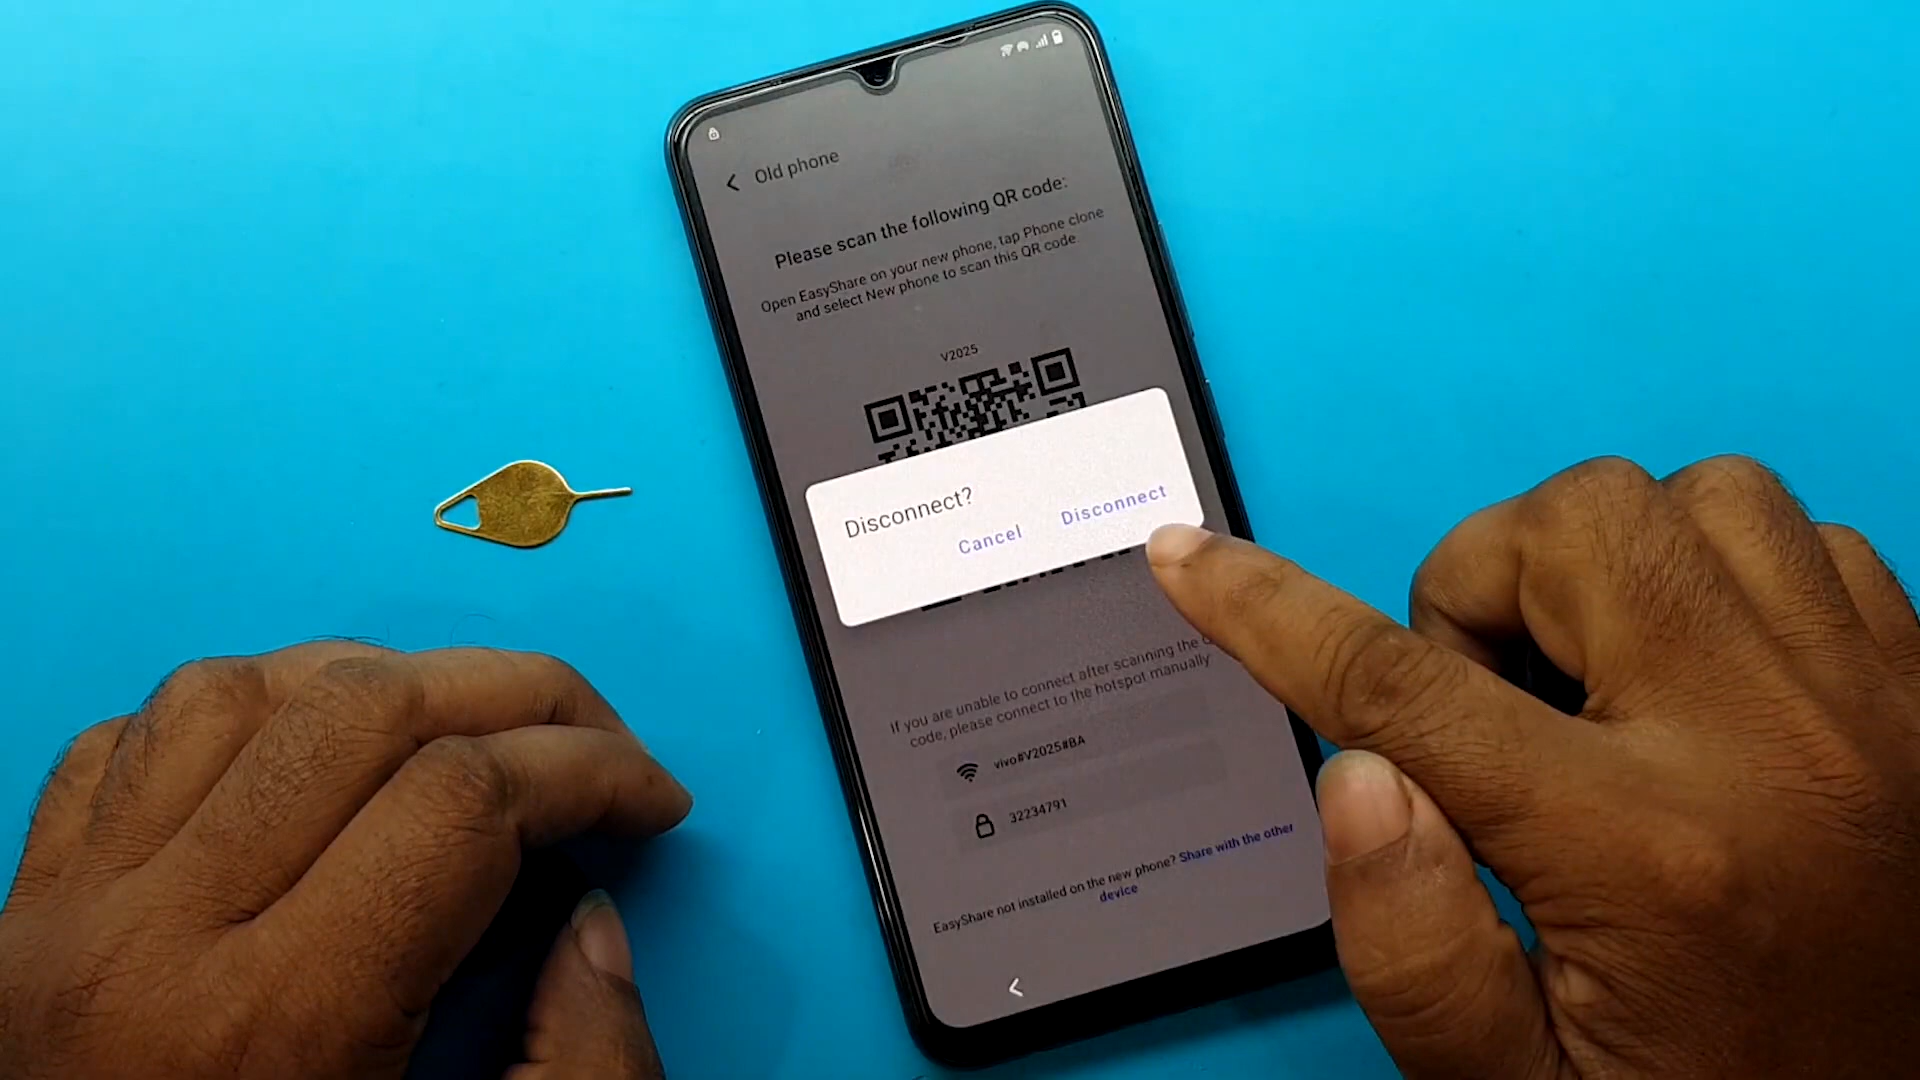 Old phone
Please scan the following QR code:
Open EasyShare on your new phone, tap Phone clone
and select New phone to scan this QR code.
V2025
Disconnect?
Cancel Disconnect
If you are unable to connect after scanning the
code, please connect to the hotspot manually
vivo#V2025#BA
32234791
EasyShare not installed on the new phone? Share with the other
device